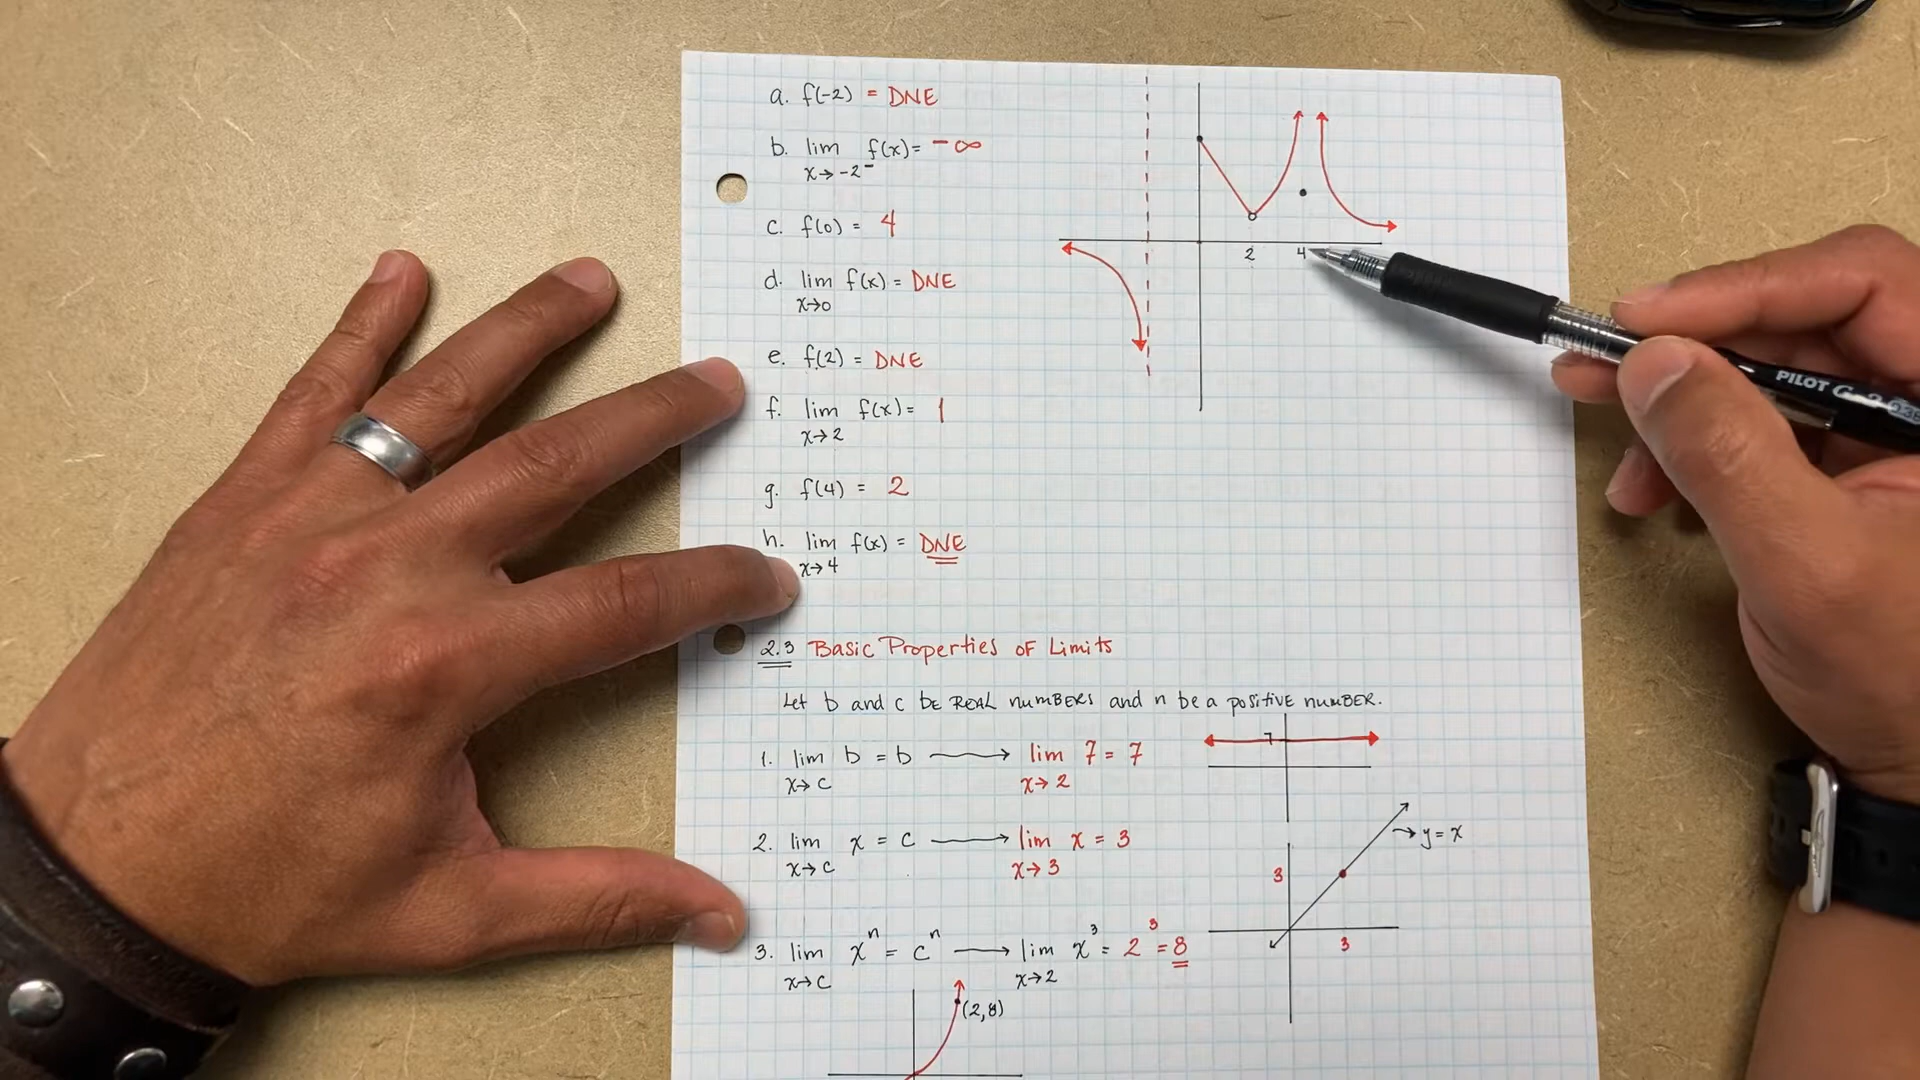 a. f(-2) = DNE
b. lim f(x) = -∞
x→-2⁻
c. f(0) = 4
d. lim f(x) = DNE
x→0
e. f(2) = DNE
f. lim f(x) = 1
x→2
g. f(4) = 2
h. lim f(x) = DNE
x→4
2 4
PILOT G-2
2.3 Basic Properties of Limits
Let b and c be REAL numbers and n be a positive number.
1. lim b = b → lim 7 = 7
x→c x→2
7
2. lim x = c → lim x = 3
x→c x→3
y = x
3
3
3. lim xⁿ = cⁿ → lim x³ = 2³ = 8
x→c x→2
(2,8)